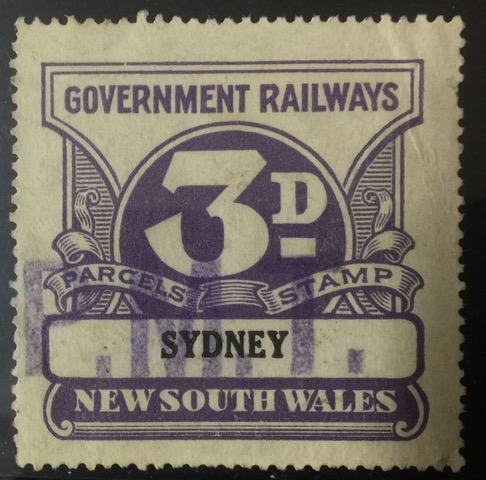 GOVERNMENT RAILWAYS
3D
PARCELS STAMP
SYDNEY
NEW SOUTH WALES